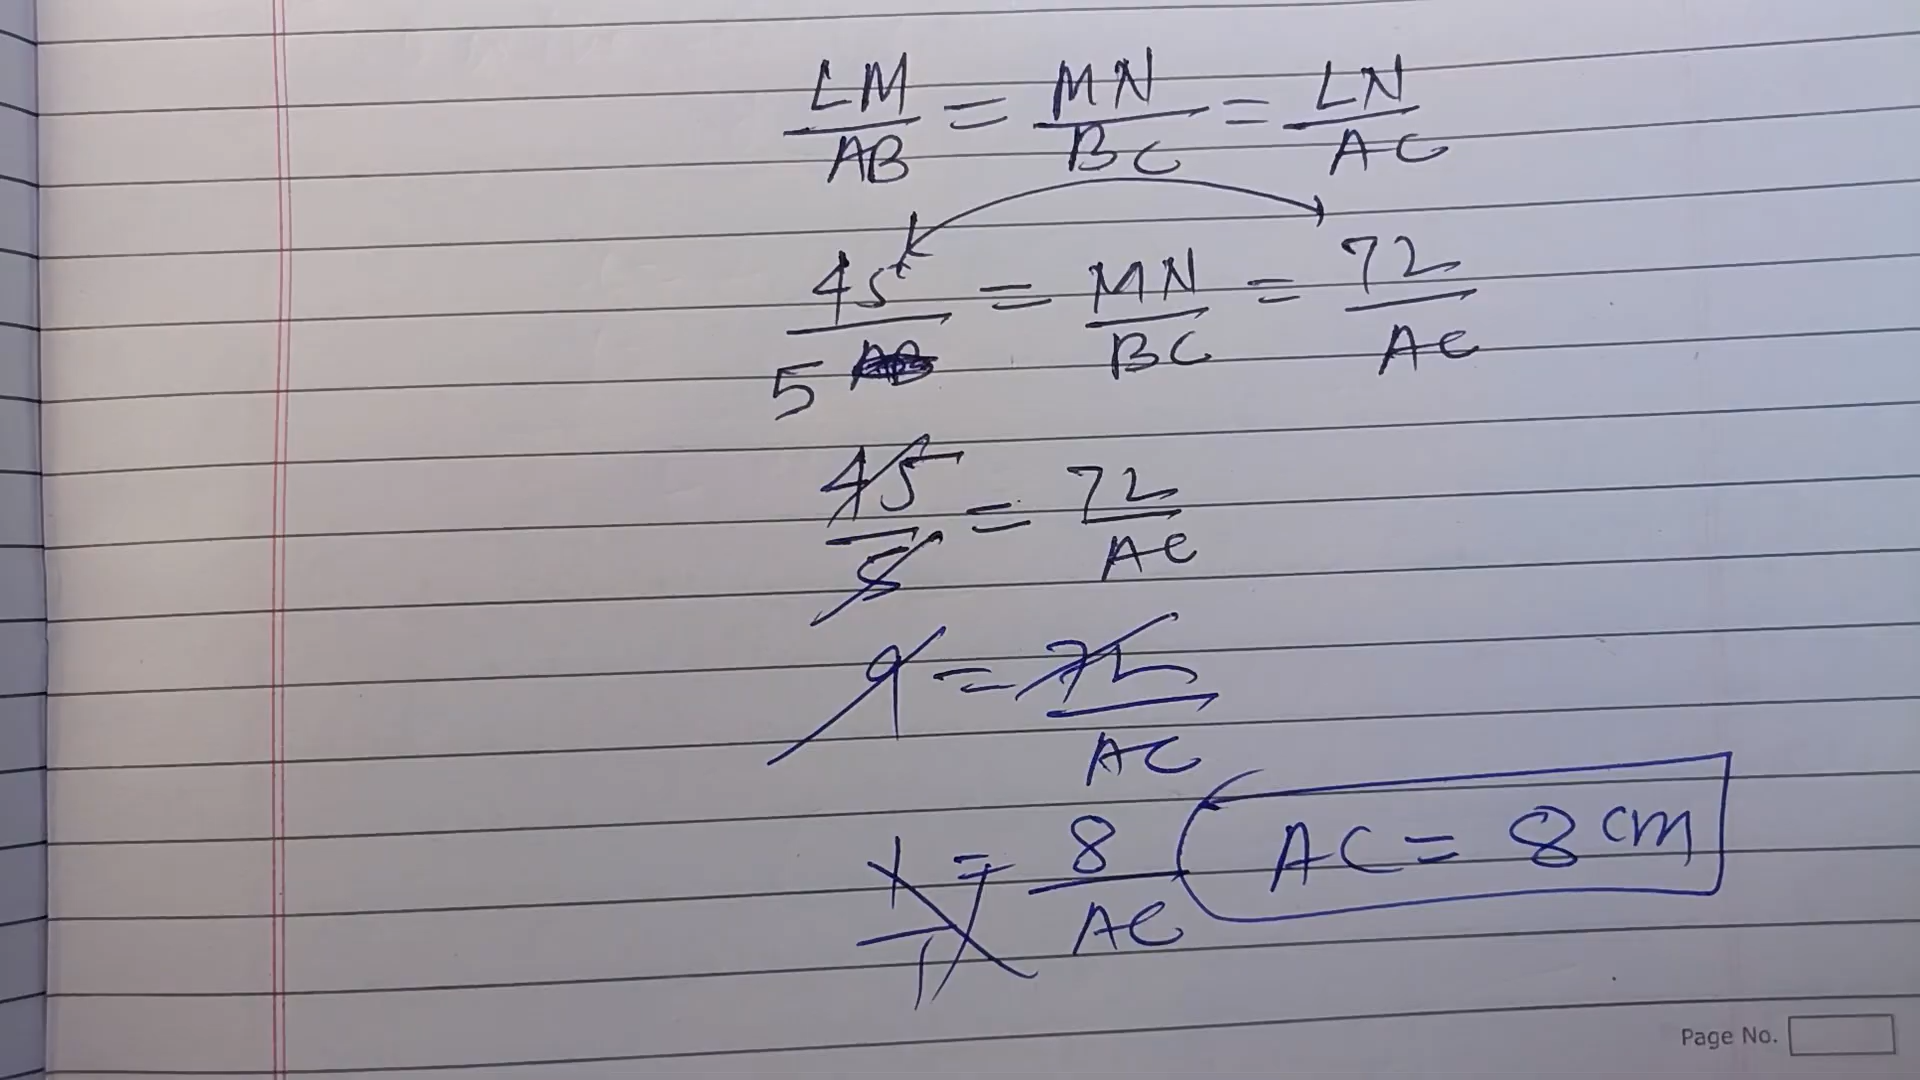 LM/AB = MN/BC = LN/AC
45/5 = MN/BC = 72/AC
45/5 = 72/AC
9 = 72/AC
1/1 = 8/AC AC = 8 cm
Page No.